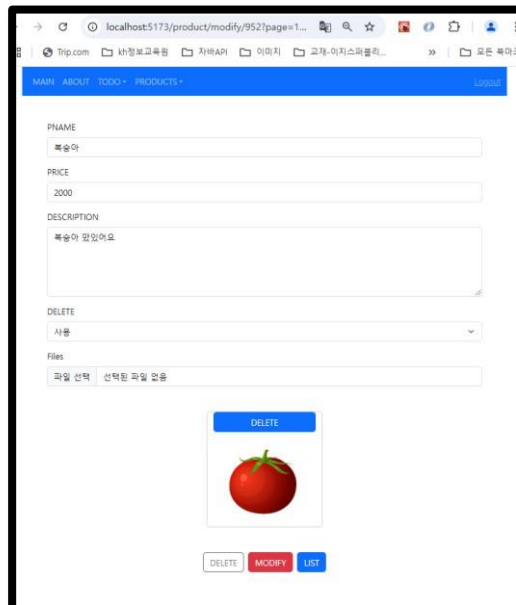 localhost:5173/product/modify/952?page=1...
Trip.com kh정보교육원 자바API 이미지 교재-이지스퍼블리... » 모든 북마크
MAIN ABOUT TODO PRODUCTS Logout
PNAME
복숭아
PRICE
2000
DESCRIPTION
복숭아 맜있어요
DELETE
사용
Files
파일 선택 선택된 파일 없음
DELETE
DELETE MODIFY LIST